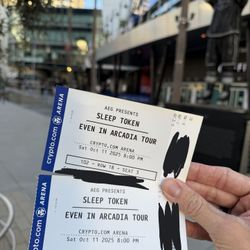 crypto.com ARENA
AEG PRESENTS
SLEEP TOKEN
EVEN IN ARCADIA TOUR
CRYPTO.COM ARENA
Sat Oct 11 2025 8:00 PM
102 - ROW 18 - SEAT 3
crypto.com ARENA
AEG PRESENTS
SLEEP TOKEN
EVEN IN ARCADIA TOUR
CRYPTO.COM ARENA
Sat Oct 11 2025 8:00 PM